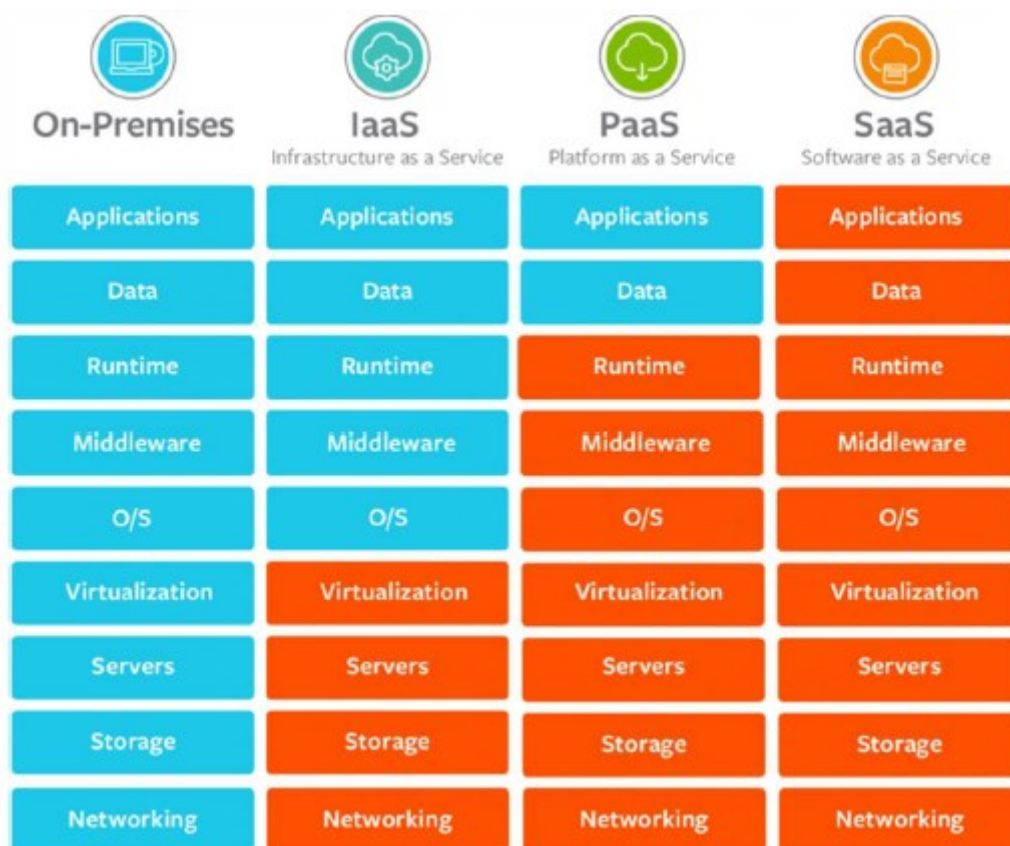 On-Premises IaaS PaaS SaaS
Infrastructure as a Service Platform as a Service Software as a Service
Applications Applications Applications Applications
Data Data Data Data
Runtime Runtime Runtime Runtime
Middleware Middleware Middleware Middleware
O/S O/S O/S O/S
Virtualization Virtualization Virtualization Virtualization
Servers Servers Servers Servers
Storage Storage Storage Storage
Networking Networking Networking Networking